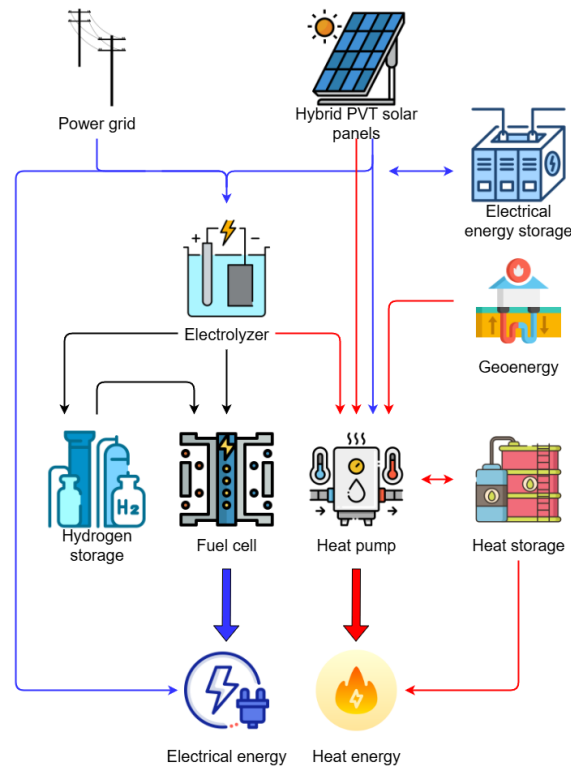 Power grid
Hybrid PVT solar
panels
Electrical
energy storage
+ −
Electrolyzer
Geoenergy
H₂
Hydrogen
storage
Fuel cell
Heat pump
Heat storage
Electrical energy
Heat energy